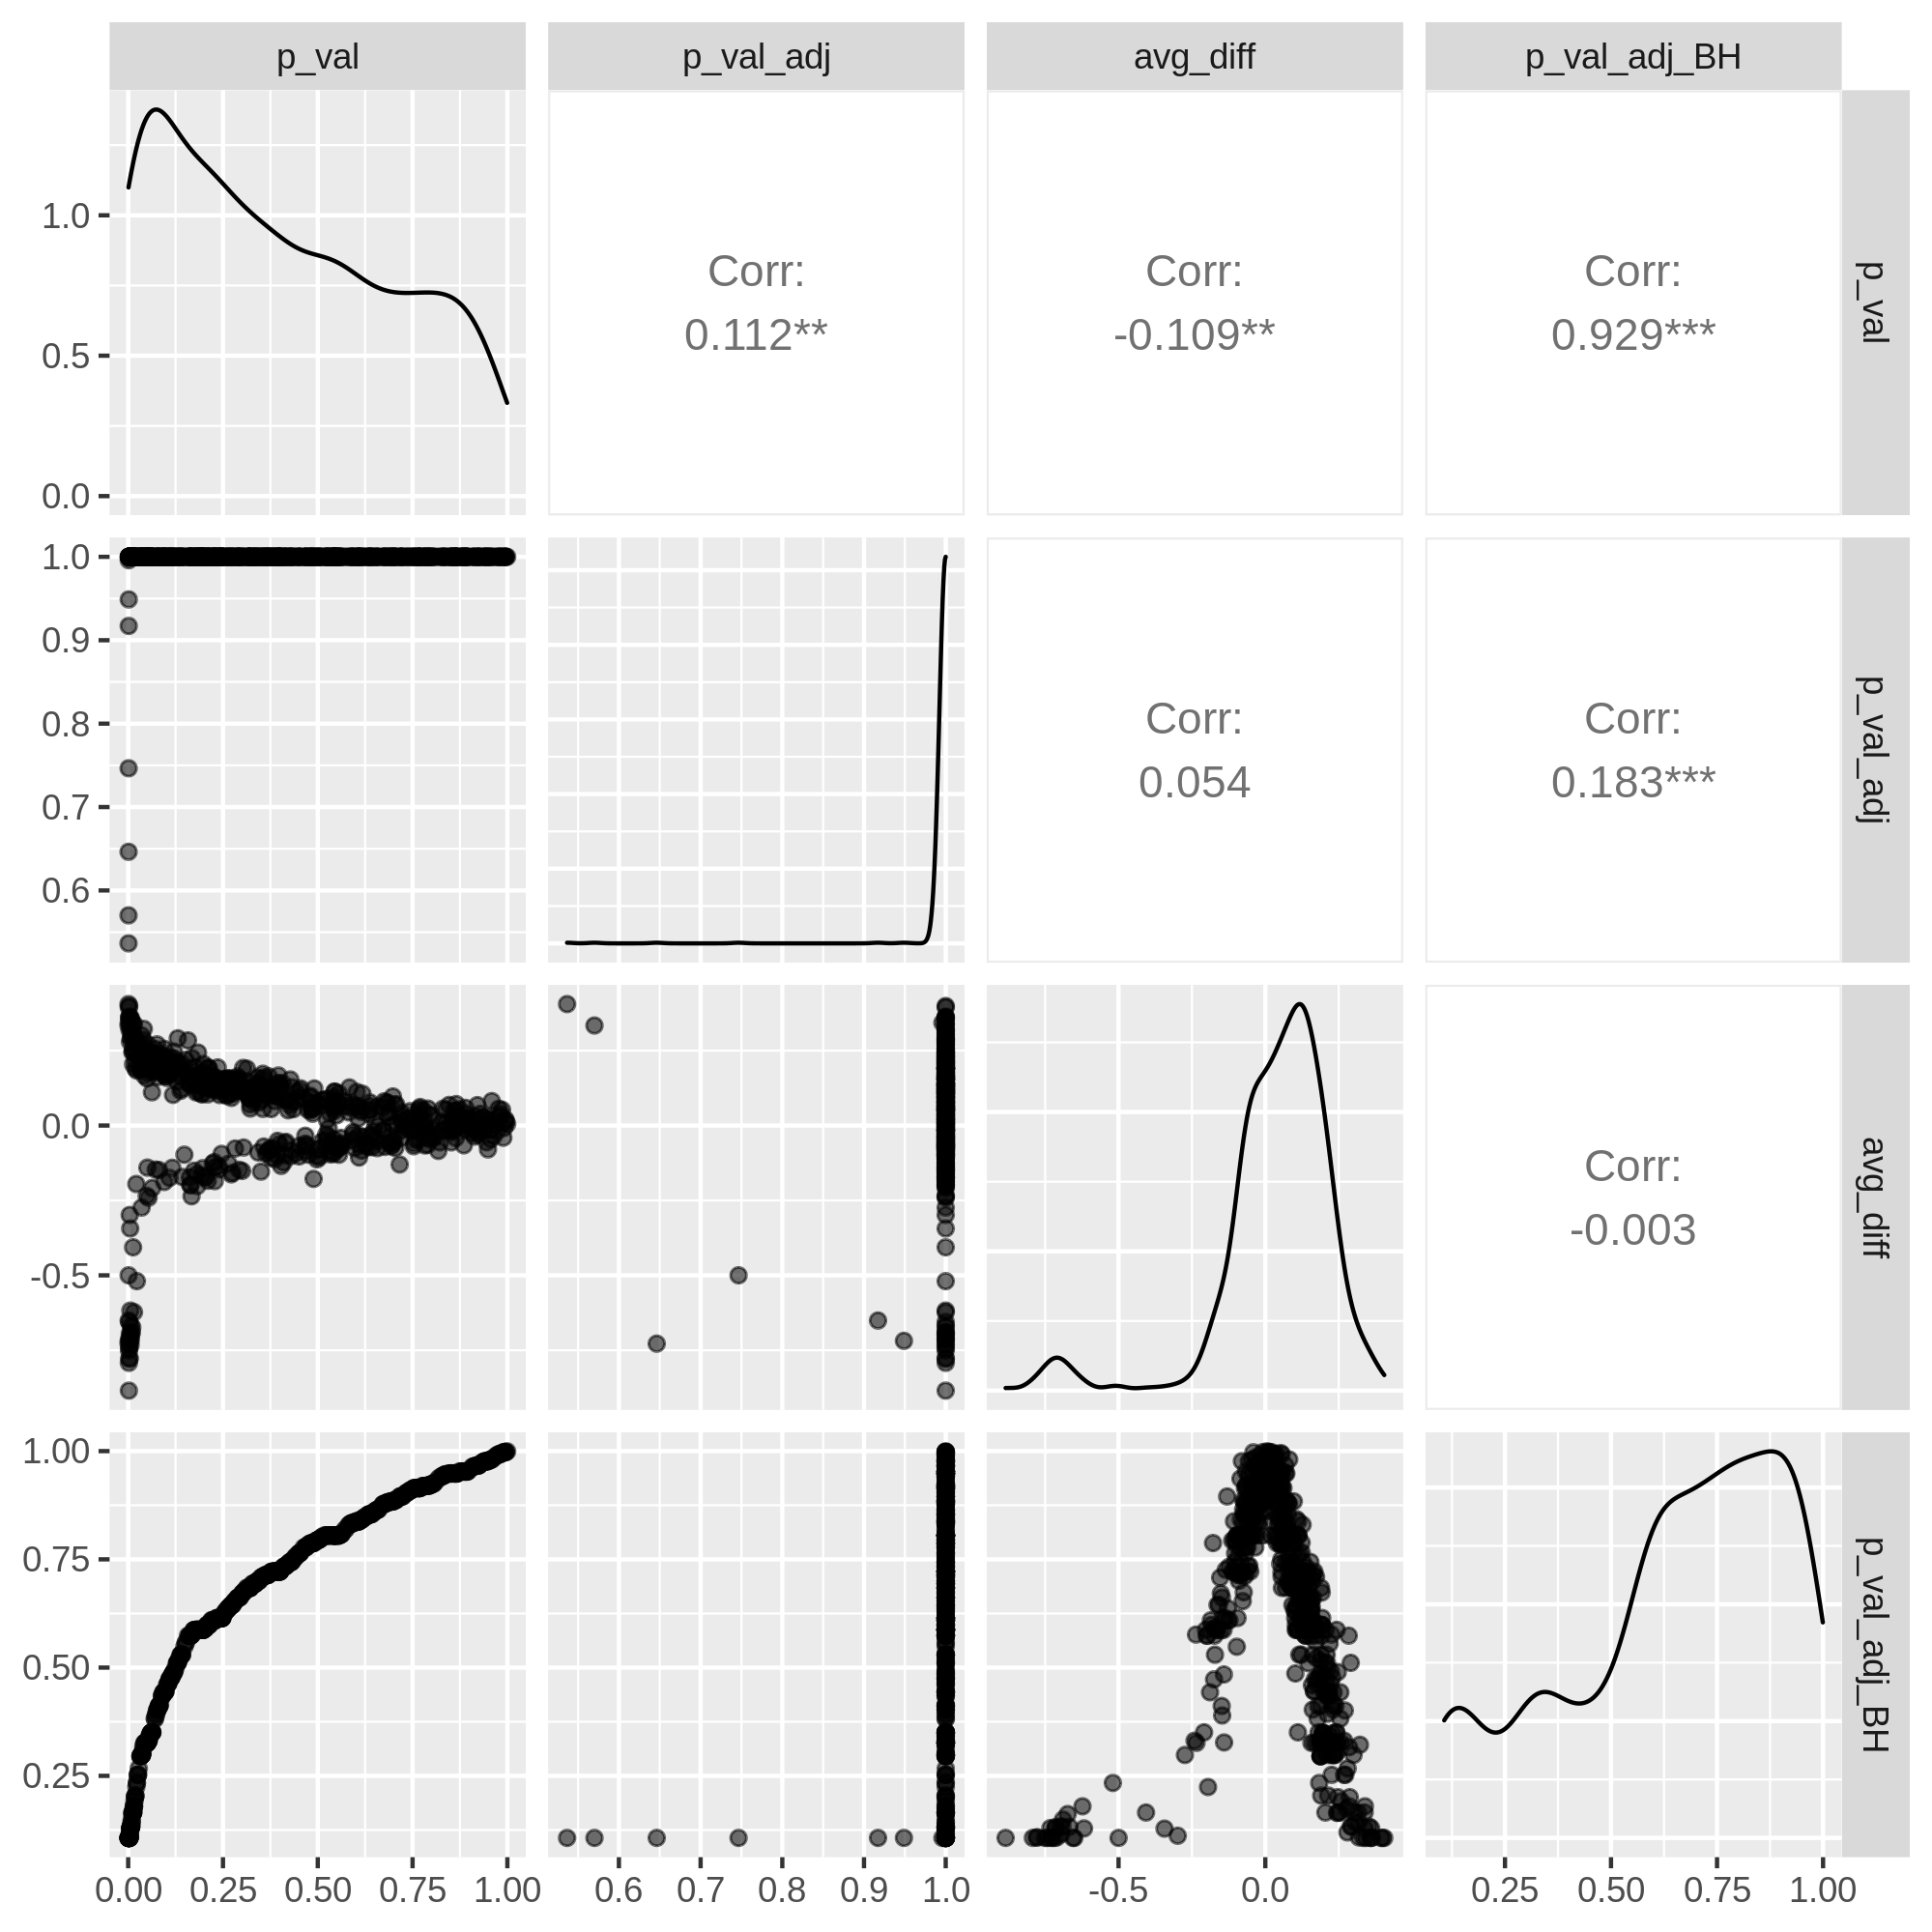 p_val p_val_adj avg_diff p_val_adj_BH
1.0
0.5
0.0
Corr:
0.112**
Corr:
-0.109**
Corr:
0.929***
p_val
1.0
0.9
0.8
0.7
0.6
Corr:
0.054
Corr:
0.183***
p_val_adj
0.0
-0.5
Corr:
-0.003
avg_diff
1.00
0.75
0.50
0.25
p_val_adj_BH
0.00 0.25 0.50 0.75 1.00 0.6 0.7 0.8 0.9 1.0 -0.5 0.0 0.25 0.50 0.75 1.00